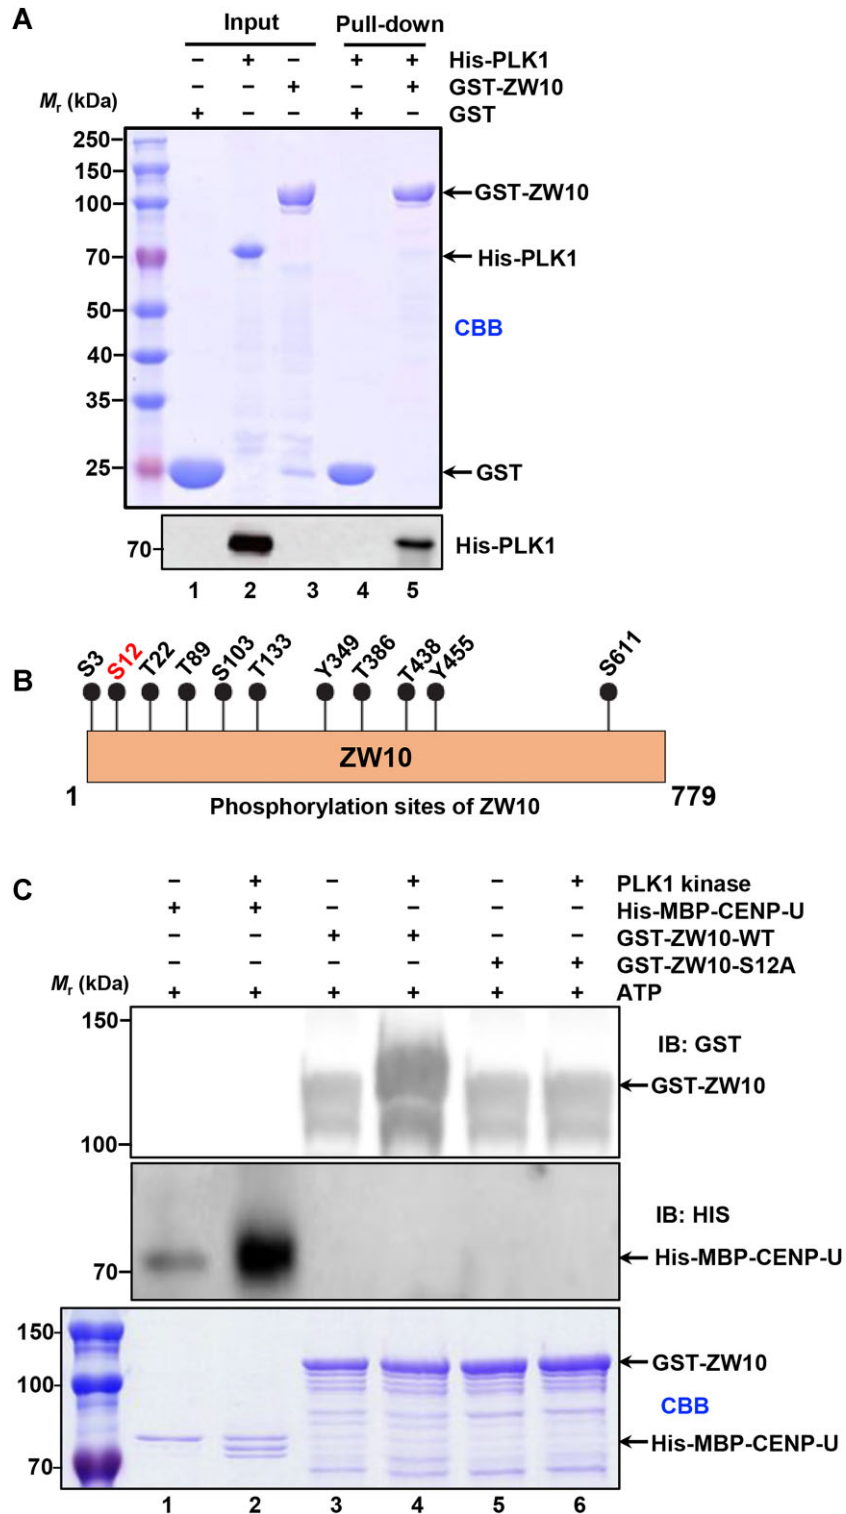 A
Input Pull-down
– + – + + His-PLK1
– – + – + GST-ZW10
+ – – + – GST
Mr (kDa)
250
150
100
70
50
40
35
25
GST-ZW10
His-PLK1
CBB
GST
70
His-PLK1
1 2 3 4 5
B
S3 S12 T22 T89 S103 T133 Y349 T386 T438 Y455 S611
ZW10
1 779
Phosphorylation sites of ZW10
C
– + – + – + PLK1 kinase
+ + – – – – His-MBP-CENP-U
– – + + – – GST-ZW10-WT
– – – – + + GST-ZW10-S12A
Mr (kDa)
+ + + + + + ATP
150
IB: GST
GST-ZW10
100
IB: HIS
His-MBP-CENP-U
70
150
GST-ZW10
100
CBB
His-MBP-CENP-U
70
1 2 3 4 5 6